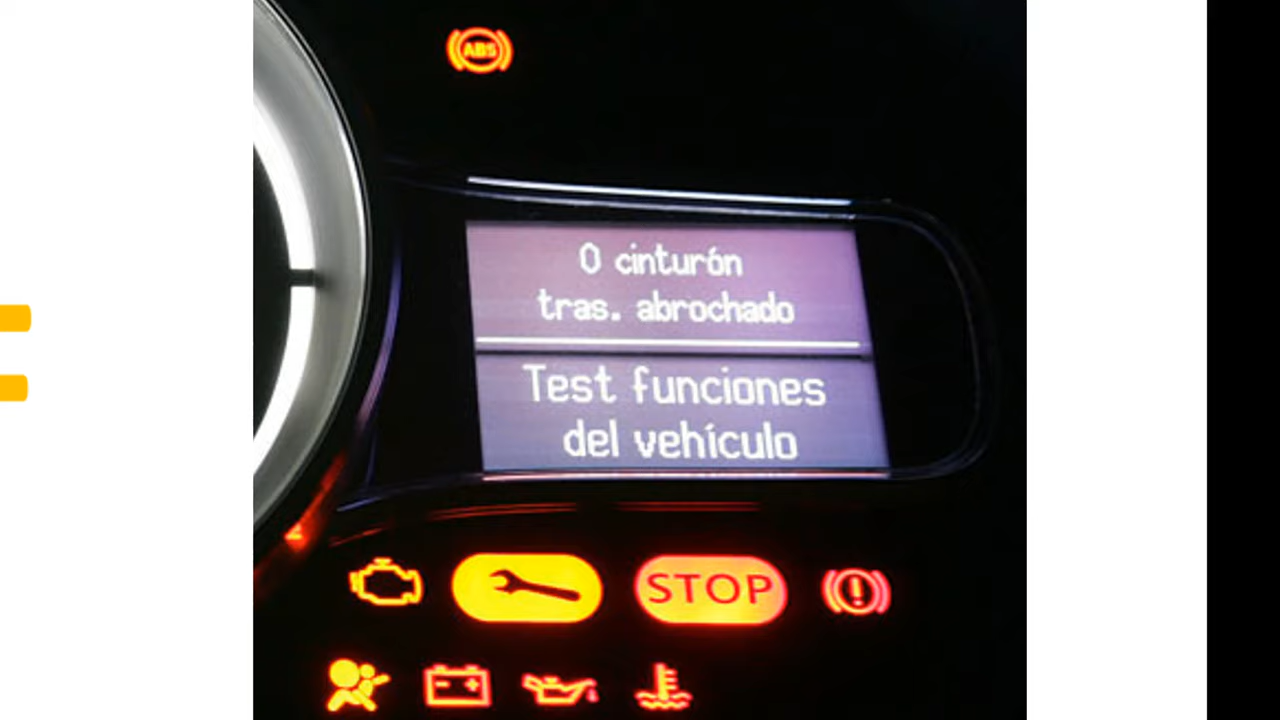 ABS
0 cinturón
tras. abrochado
Test funciones
del vehículo
STOP